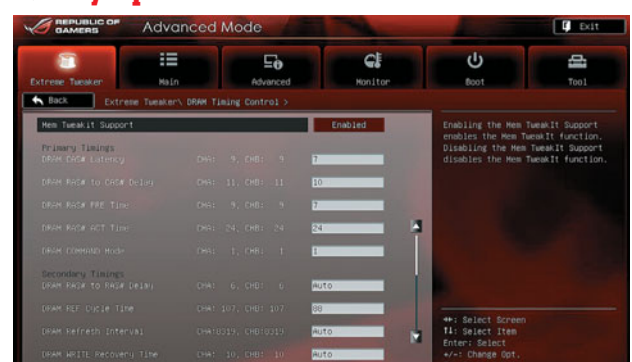 REPUBLIC OF
GAMERS
Advanced Mode
Exit
Extreme Tweaker
Main
Advanced
Monitor
Boot
Tool
Back
Extreme Tweaker\ DRAM Timing Control >
Mem TweakIt Support
Enabled
Primary Timings
DRAM CAS# Latency CHA: 9, CHB: 9 7
DRAM RAS# to CAS# Delay CHA: 11, CHB: 11 10
DRAM RAS# PRE Time CHA: 9, CHB: 9 7
DRAM RAS# ACT Time CHA: 24, CHB: 24 24
DRAM COMMAND Mode CHA: 1, CHB: 1 1
Secondary Timings
DRAM RAS# to RAS# Delay CHA: 6, CHB: 6 Auto
DRAM REF Cycle Time CHA: 107, CHB: 107 88
DRAM Refresh Interval CHA:8319, CHB:8319 Auto
DRAM WRITE Recovery Time CHA: 10, CHB: 10 Auto
Enabling the Mem TweakIt Support
enables the Mem TweakIt function.
Disabling the Mem TweakIt Support
disables the Mem TweakIt function.
→←: Select Screen
↑↓: Select Item
Enter: Select
+/-: Change Opt.